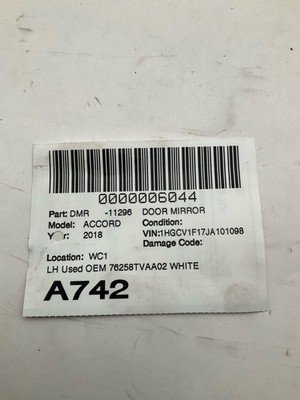 0000006044
Part: DMR -11296 DOOR MIRROR
Model: ACCORD Condition:
Year: 2018 VIN:1HGCV1F17JA101098
Damage Code:
Location: WC1
LH Used OEM 76258TVAA02 WHITE
A742